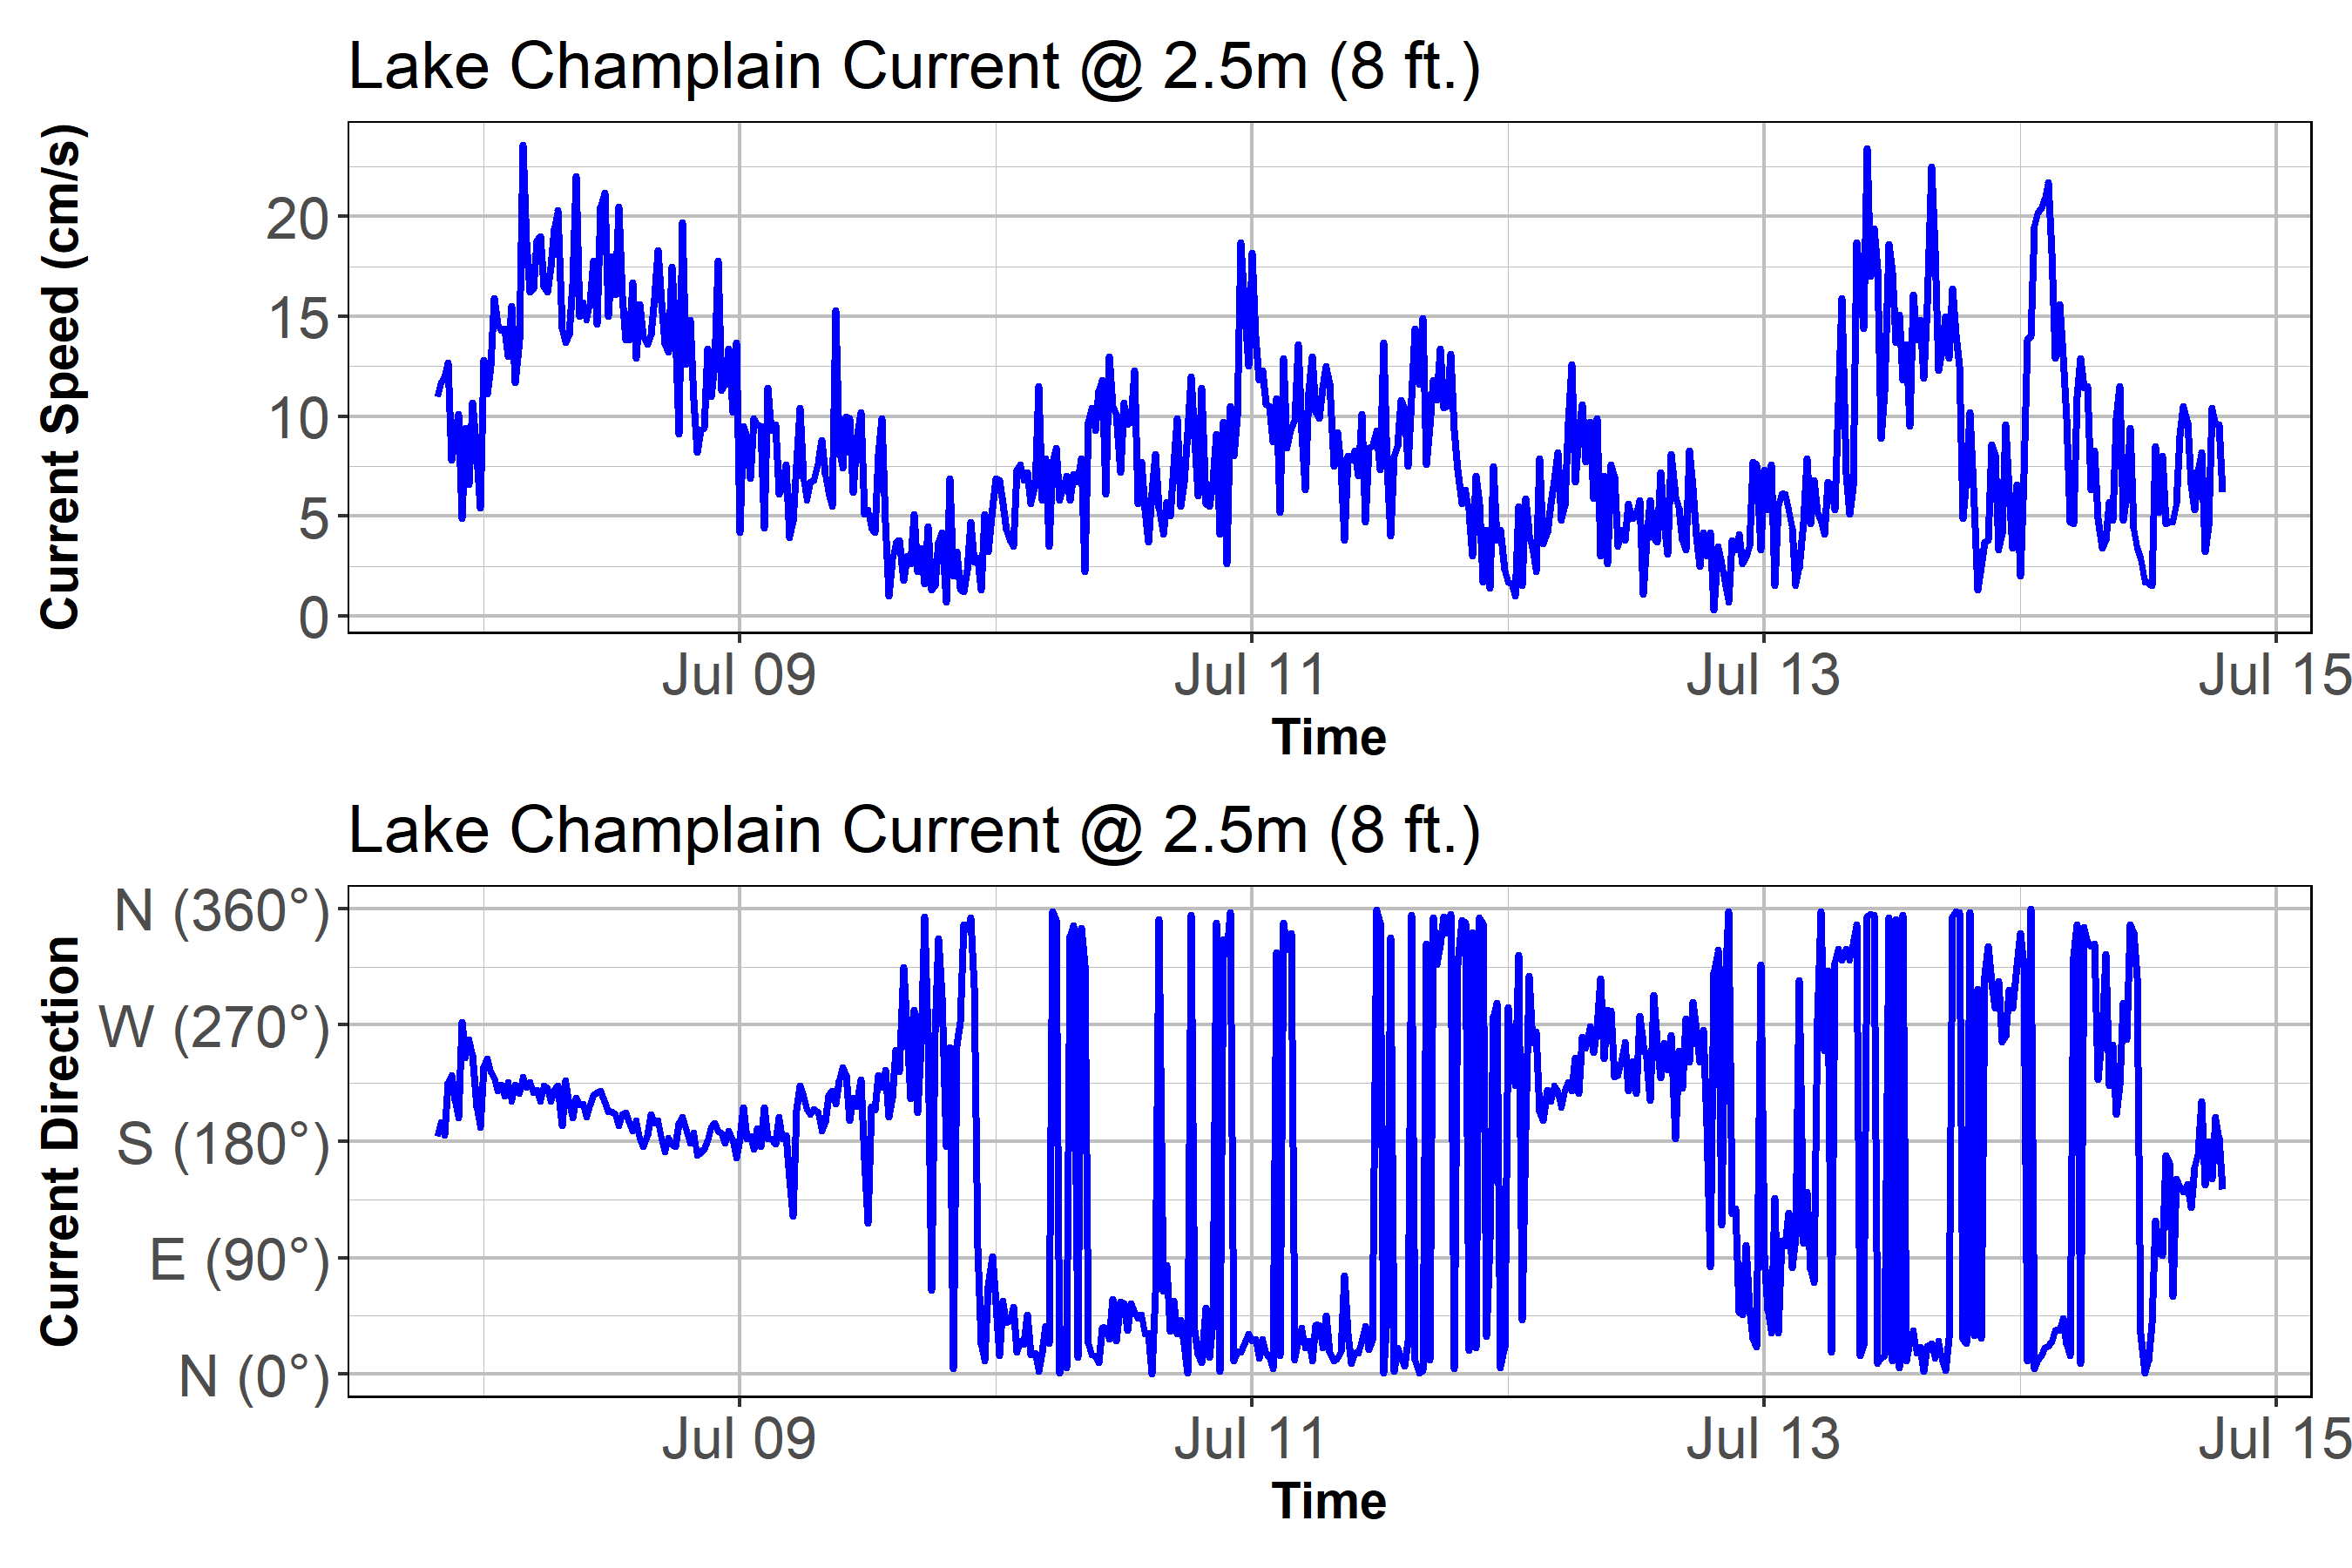 Lake Champlain Current @ 2.5m (8 ft.)
Current Speed (cm/s)
20
15
10
5
0
Jul 09 Jul 11 Jul 13 Jul 15
Time
Lake Champlain Current @ 2.5m (8 ft.)
Current Direction
N (360°)
W (270°)
S (180°)
E (90°)
N (0°)
Jul 09 Jul 11 Jul 13 Jul 15
Time